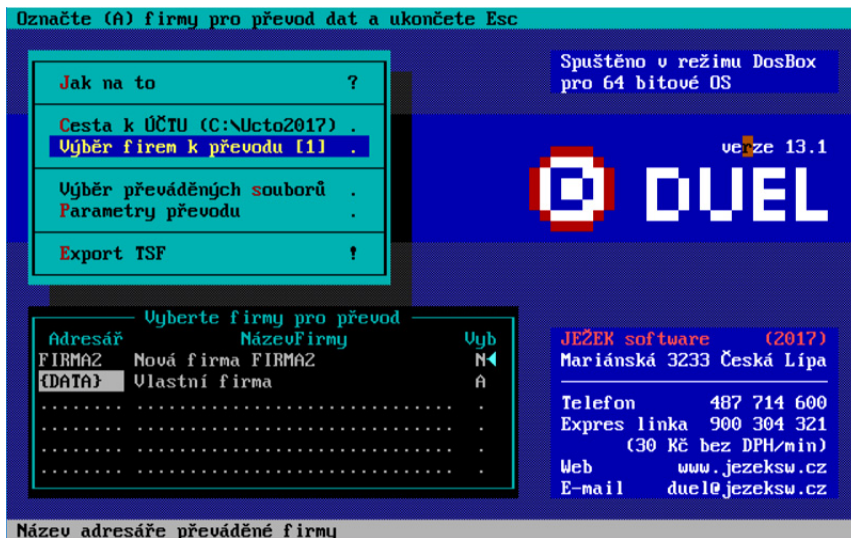 Označte (A) firmy pro převod dat a ukončete Esc
Jak na to ?
Cesta k ÚČTU (C:\Ucto2017) .
Výběr firem k převodu [1] .
Výběr převáděných souborů .
Parametry převodu .
Export TSF !
Spuštěno v režimu DosBox
pro 64 bitové OS
verze 13.1
DUEL
Vyberte firmy pro převod
Adresář NázevFirmy Vyb
FIRMA2 Nová firma FIRMA2 N
{DATA} Vlastní firma A
........ .............................. .
........ .............................. .
........ .............................. .
........ .............................. .
JEŽEK software (2017)
Mariánská 3233 Česká Lípa
Telefon 487 714 600
Expres linka 900 304 321
(30 Kč bez DPH/min)
Web www.jezeksw.cz
E-mail duel@jezeksw.cz
Název adresáře převáděné firmy